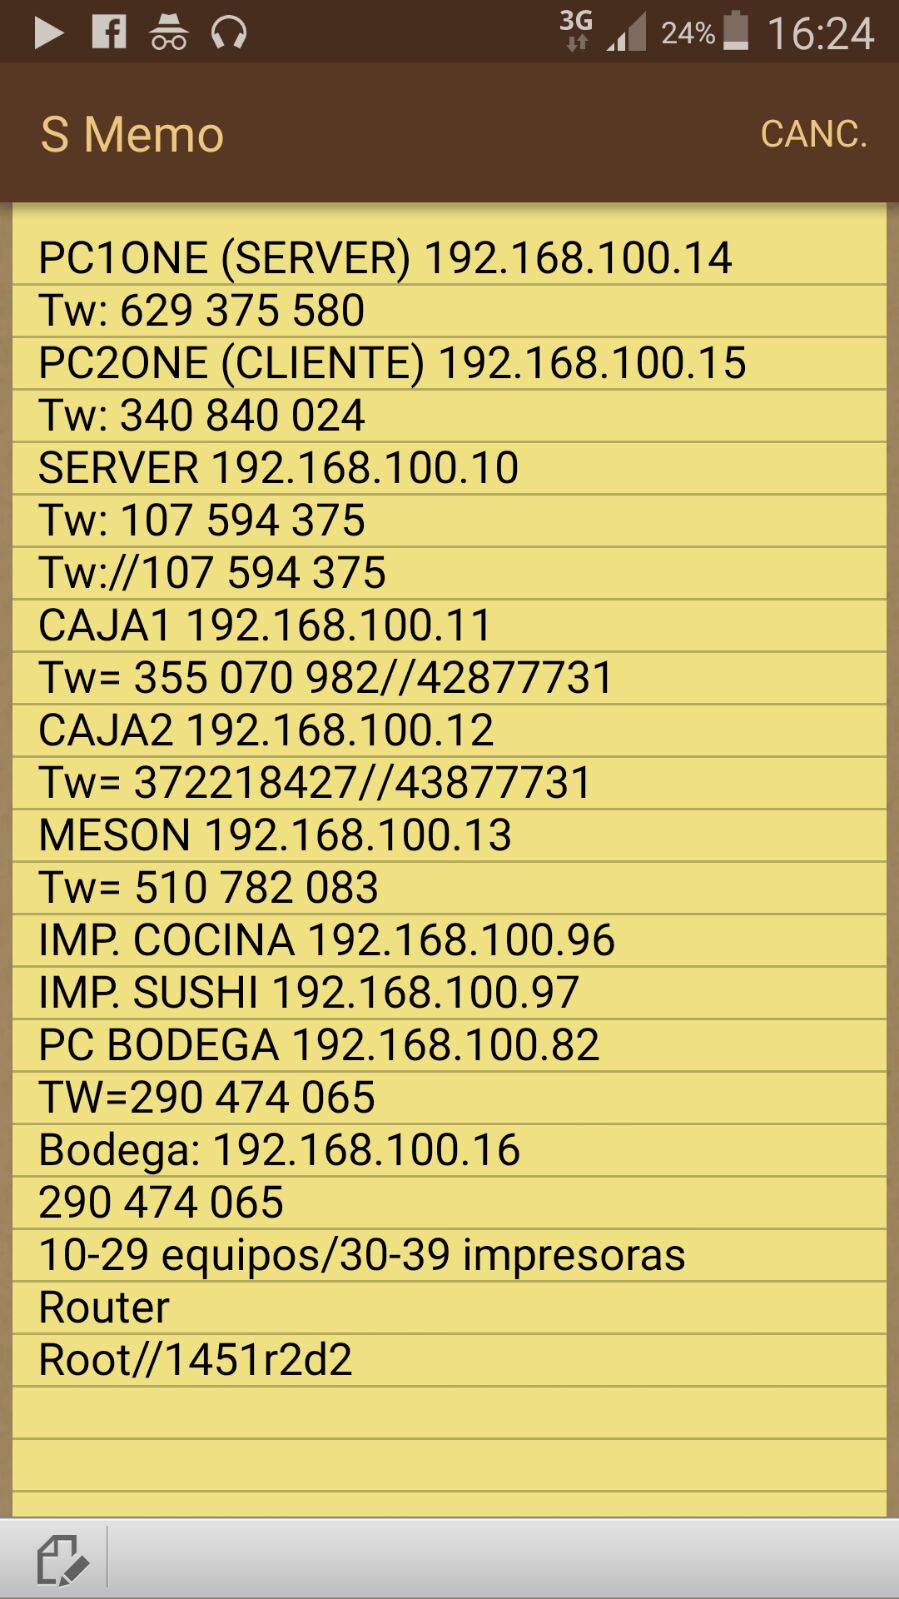 3G 24% 16:24
S Memo CANC.
PC1ONE (SERVER) 192.168.100.14
Tw: 629 375 580
PC2ONE (CLIENTE) 192.168.100.15
Tw: 340 840 024
SERVER 192.168.100.10
Tw: 107 594 375
Tw://107 594 375
CAJA1 192.168.100.11
Tw= 355 070 982//42877731
CAJA2 192.168.100.12
Tw= 372218427//43877731
MESON 192.168.100.13
Tw= 510 782 083
IMP. COCINA 192.168.100.96
IMP. SUSHI 192.168.100.97
PC BODEGA 192.168.100.82
TW=290 474 065
Bodega: 192.168.100.16
290 474 065
10-29 equipos/30-39 impresoras
Router
Root//1451r2d2